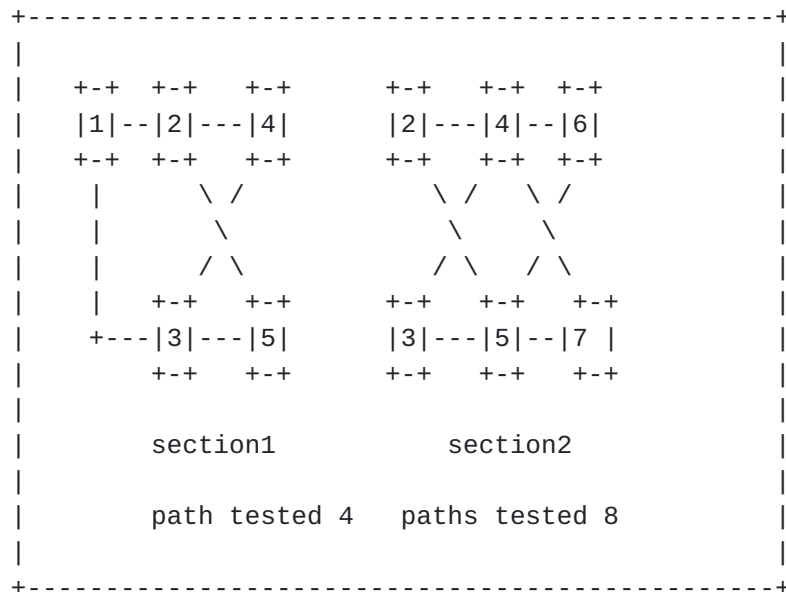 +------------------------------------------------+
|                                                |
|   +-+  +-+   +-+      +-+   +-+  +-+           |
|   |1|--|2|---|4|      |2|---|4|--|6|           |
|   +-+  +-+   +-+      +-+   +-+  +-+           |
|    |      \ /            \ /   \ /             |
|    |       \              \     \              |
|    |      / \            / \   / \             |
|    |   +-+   +-+      +-+   +-+   +-+          |
|    +---|3|---|5|      |3|---|5|--|7 |          |
|        +-+   +-+      +-+   +-+   +-+          |
|                                                |
|        section1           section2             |
|                                                |
|        path tested 4   paths tested 8          |
|                                                |
+------------------------------------------------+